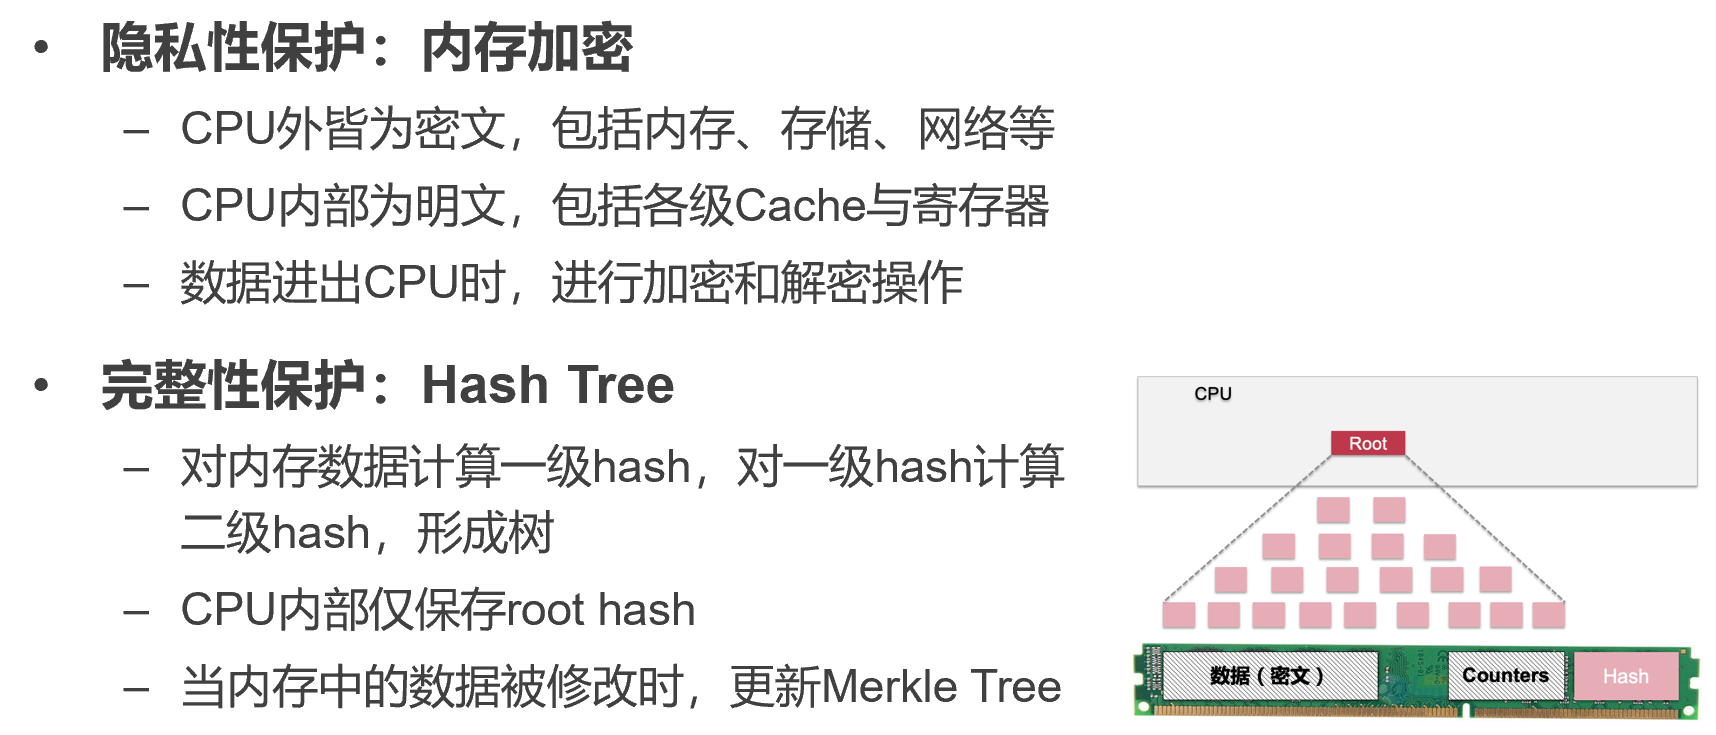 • 隐私性保护：内存加密
– CPU外皆为密文，包括内存、存储、网络等
– CPU内部为明文，包括各级Cache与寄存器
– 数据进出CPU时，进行加密和解密操作
• 完整性保护：Hash Tree
– 对内存数据计算一级hash，对一级hash计算
二级hash，形成树
– CPU内部仅保存root hash
– 当内存中的数据被修改时，更新Merkle Tree
CPU
Root
数据（密文）
Counters
Hash